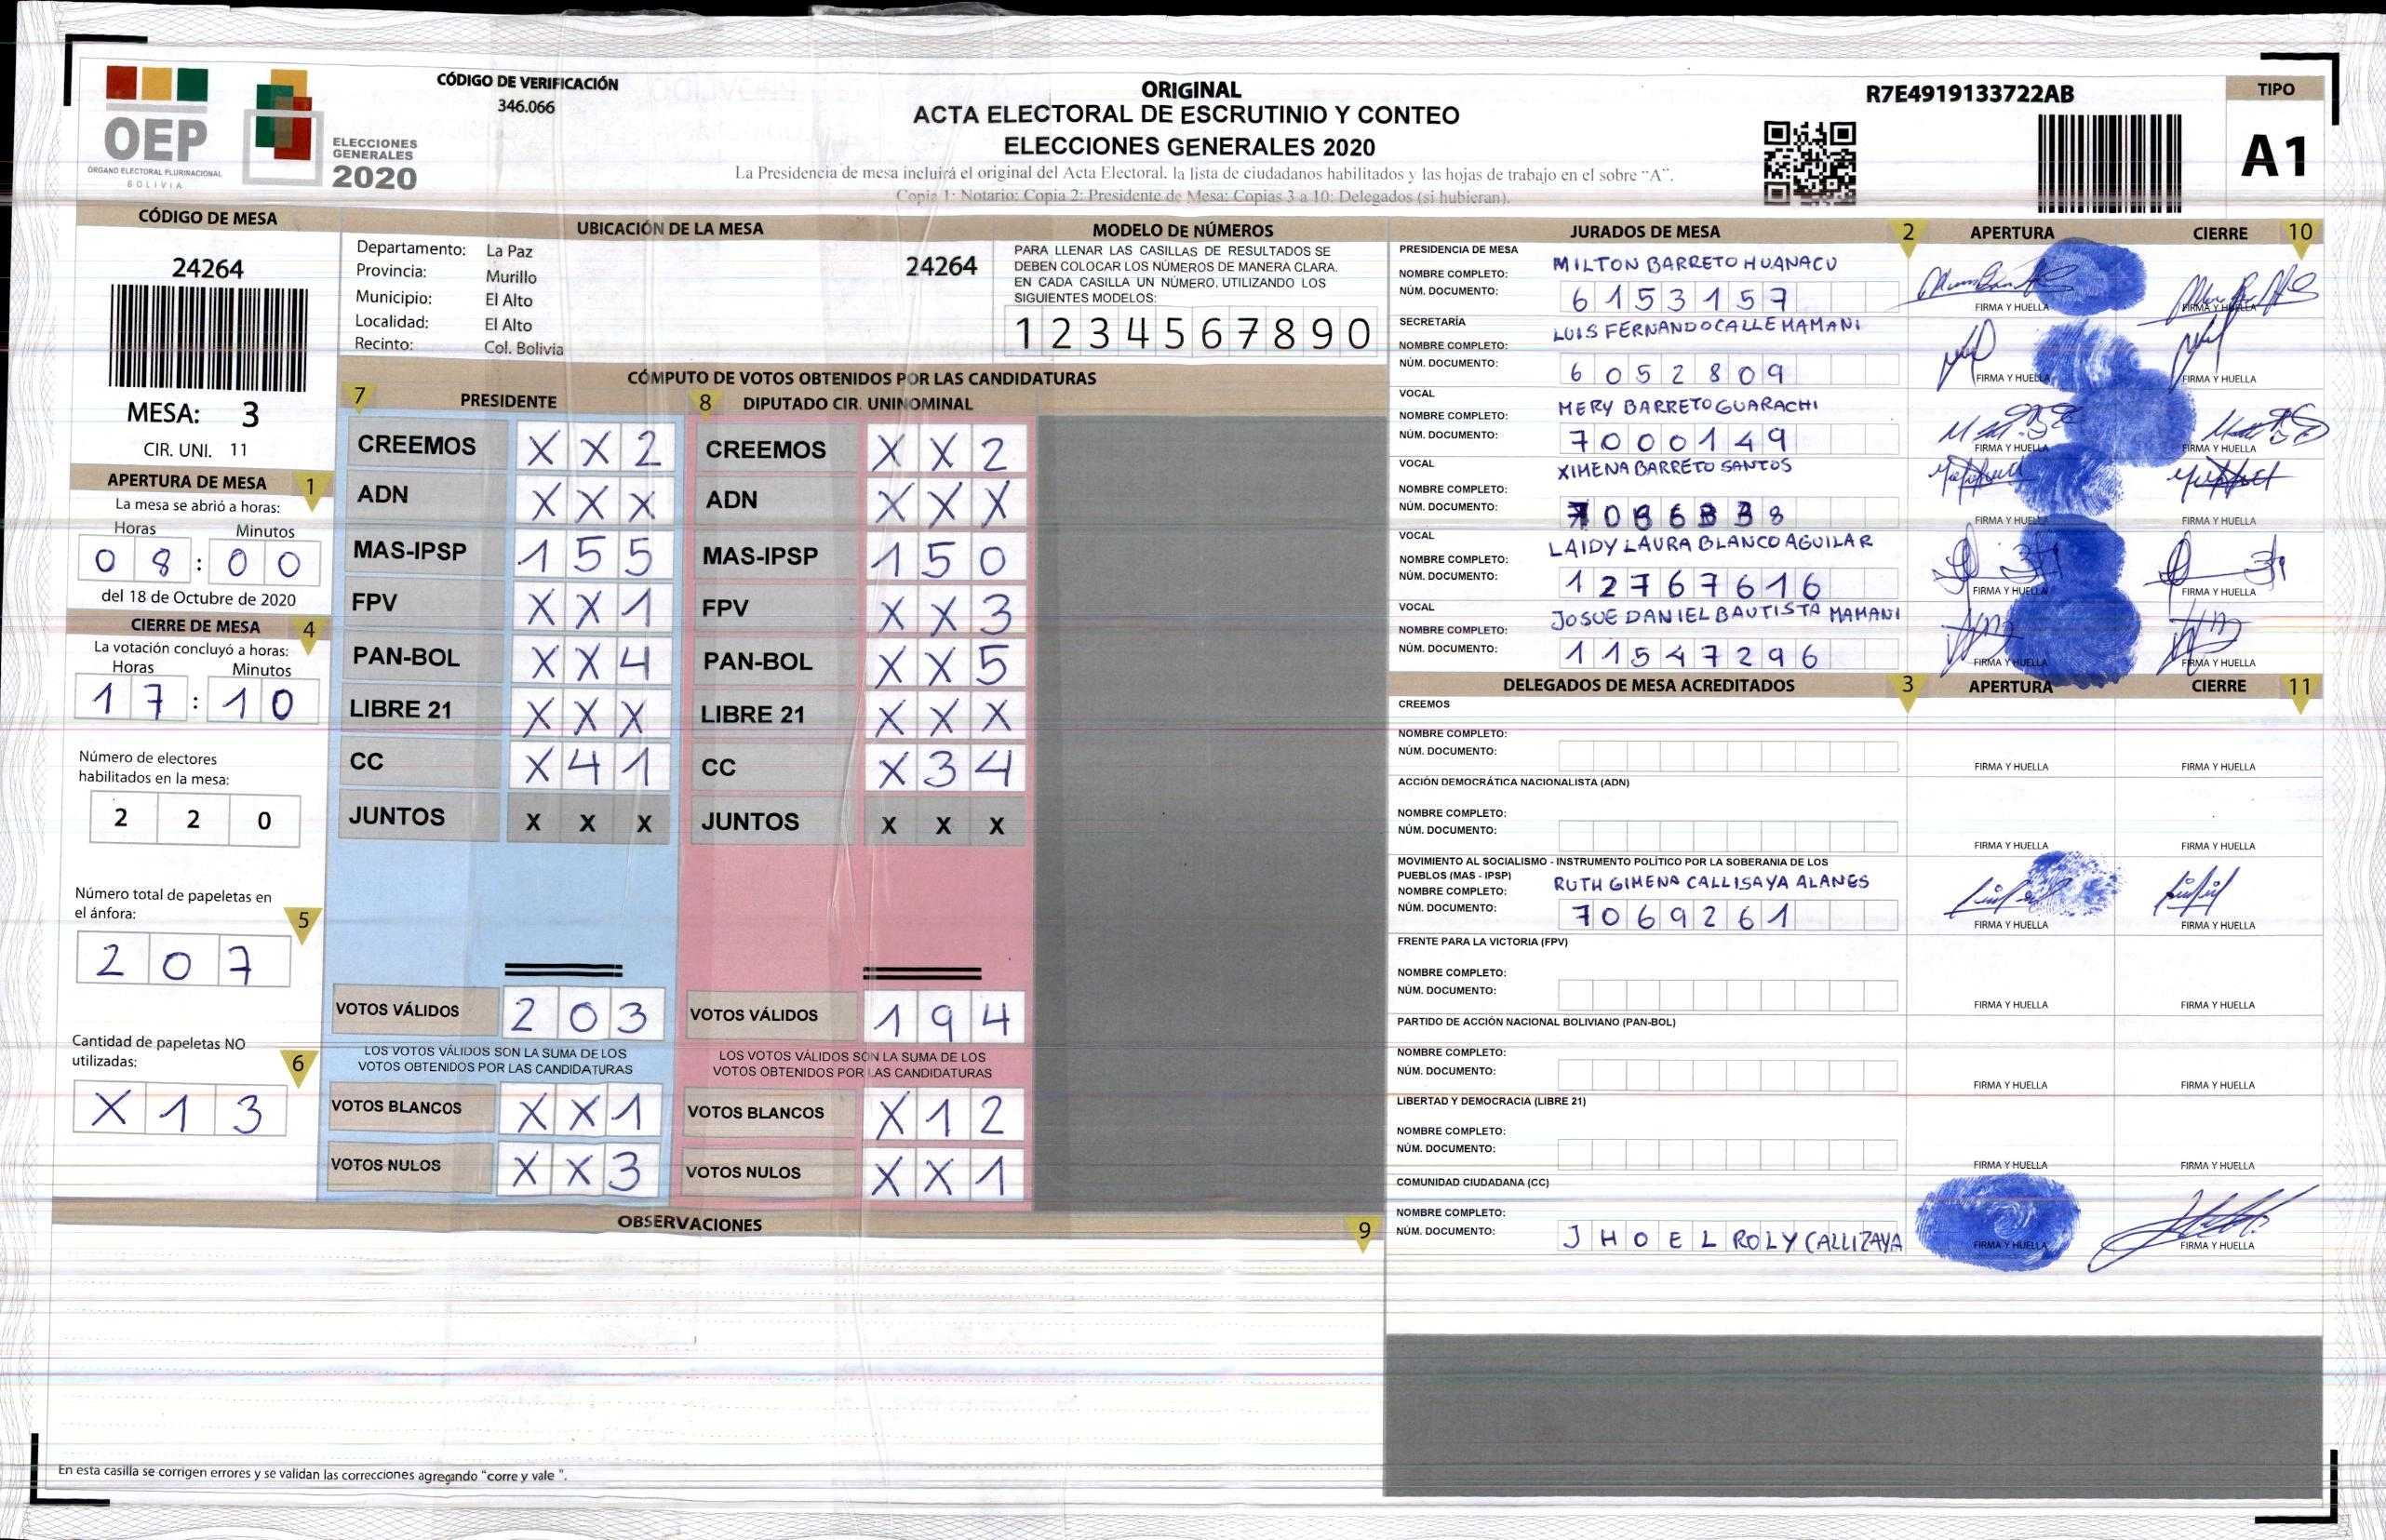 OEP
ÓRGANO ELECTORAL PLURINACIONAL
BOLIVIA
ELECCIONES
GENERALES
2020
CÓDIGO DE VERIFICACIÓN
346.066
ORIGINAL
ACTA ELECTORAL DE ESCRUTINIO Y CONTEO
ELECCIONES GENERALES 2020
La Presidencia de mesa incluirá el original del Acta Electoral, la lista de ciudadanos habilitados y las hojas de trabajo en el sobre “A”.
Copia 1: Notario; Copia 2: Presidente de Mesa; Copias 3 a 10: Delegados (si hubieran).
R7E4919133722AB
TIPO
A1
CÓDIGO DE MESA
24264
MESA: 3
CIR. UNI. 11
APERTURA DE MESA 1
La mesa se abrió a horas:
Horas Minutos
0 8 : 0 0
del 18 de Octubre de 2020
CIERRE DE MESA 4
La votación concluyó a horas:
Horas Minutos
1 7 : 1 0
Número de electores
habilitados en la mesa:
2 2 0
Número total de papeletas en
el ánfora: 5
2 0 7
Cantidad de papeletas NO
utilizadas: 6
X 1 3
UBICACIÓN DE LA MESA
Departamento: La Paz
Provincia: Murillo
Municipio: El Alto
Localidad: El Alto
Recinto: Col. Bolivia
24264
MODELO DE NÚMEROS
PARA LLENAR LAS CASILLAS DE RESULTADOS SE
DEBEN COLOCAR LOS NÚMEROS DE MANERA CLARA.
EN CADA CASILLA UN NÚMERO, UTILIZANDO LOS
SIGUIENTES MODELOS:
1 2 3 4 5 6 7 8 9 0
CÓMPUTO DE VOTOS OBTENIDOS POR LAS CANDIDATURAS
7 PRESIDENTE
CREEMOS X X 2
ADN X X X
MAS-IPSP 1 5 5
FPV X X 1
PAN-BOL X X 4
LIBRE 21 X X X
CC X 4 1
JUNTOS X X X
VOTOS VÁLIDOS 2 0 3
LOS VOTOS VÁLIDOS SON LA SUMA DE LOS
VOTOS OBTENIDOS POR LAS CANDIDATURAS
VOTOS BLANCOS X X 1
VOTOS NULOS X X 3
8 DIPUTADO CIR. UNINOMINAL
CREEMOS X X 2
ADN X X X
MAS-IPSP 1 5 0
FPV X X 3
PAN-BOL X X 5
LIBRE 21 X X X
CC X 3 4
JUNTOS X X X
VOTOS VÁLIDOS 1 9 4
LOS VOTOS VÁLIDOS SON LA SUMA DE LOS
VOTOS OBTENIDOS POR LAS CANDIDATURAS
VOTOS BLANCOS X 1 2
VOTOS NULOS X X 1
OBSERVACIONES 9
En esta casilla se corrigen errores y se validan las correcciones agregando “corre y vale ”.
JURADOS DE MESA 2 APERTURA CIERRE 10
PRESIDENCIA DE MESA
NOMBRE COMPLETO: MILTON BARRETO HUANACU
NÚM. DOCUMENTO: 6 1 5 3 1 5 7
FIRMA Y HUELLA FIRMA Y HUELLA
SECRETARÍA
NOMBRE COMPLETO: LUIS FERNANDO CALLE MAMANI
NÚM. DOCUMENTO: 6 0 5 2 8 0 9
FIRMA Y HUELLA FIRMA Y HUELLA
VOCAL
NOMBRE COMPLETO: MERY BARRETO GUARACHI
NÚM. DOCUMENTO: 7 0 0 0 1 4 9
FIRMA Y HUELLA FIRMA Y HUELLA
VOCAL
NOMBRE COMPLETO: XIMENA BARRETO SANTOS
NÚM. DOCUMENTO:
FIRMA Y HUELLA FIRMA Y HUELLA
VOCAL
NOMBRE COMPLETO: LAIDY LAURA BLANCO AGUILAR
NÚM. DOCUMENTO: 1 2 7 6 7 6 1 6
FIRMA Y HUELLA FIRMA Y HUELLA
VOCAL
NOMBRE COMPLETO: JOSUE DANIEL BAUTISTA MAMANI
NÚM. DOCUMENTO: 1 1 5 4 7 2 9 6
FIRMA Y HUELLA FIRMA Y HUELLA
DELEGADOS DE MESA ACREDITADOS 3 APERTURA CIERRE 11
CREEMOS
NOMBRE COMPLETO:
NÚM. DOCUMENTO:
FIRMA Y HUELLA FIRMA Y HUELLA
ACCIÓN DEMOCRÁTICA NACIONALISTA (ADN)
NOMBRE COMPLETO:
NÚM. DOCUMENTO:
FIRMA Y HUELLA FIRMA Y HUELLA
MOVIMIENTO AL SOCIALISMO - INSTRUMENTO POLÍTICO POR LA SOBERANIA DE LOS
PUEBLOS (MAS - IPSP)
NOMBRE COMPLETO: RUTH GIMENA CALLISAYA ALANES
NÚM. DOCUMENTO: 7 0 6 9 2 6 1
FIRMA Y HUELLA FIRMA Y HUELLA
FRENTE PARA LA VICTORIA (FPV)
NOMBRE COMPLETO:
NÚM. DOCUMENTO:
FIRMA Y HUELLA FIRMA Y HUELLA
PARTIDO DE ACCIÓN NACIONAL BOLIVIANO (PAN-BOL)
NOMBRE COMPLETO:
NÚM. DOCUMENTO:
FIRMA Y HUELLA FIRMA Y HUELLA
LIBERTAD Y DEMOCRACIA (LIBRE 21)
NOMBRE COMPLETO:
NÚM. DOCUMENTO:
FIRMA Y HUELLA FIRMA Y HUELLA
COMUNIDAD CIUDADANA (CC)
NOMBRE COMPLETO:
NÚM. DOCUMENTO: JHOEL ROLY CALLIZAYA
FIRMA Y HUELLA FIRMA Y HUELLA